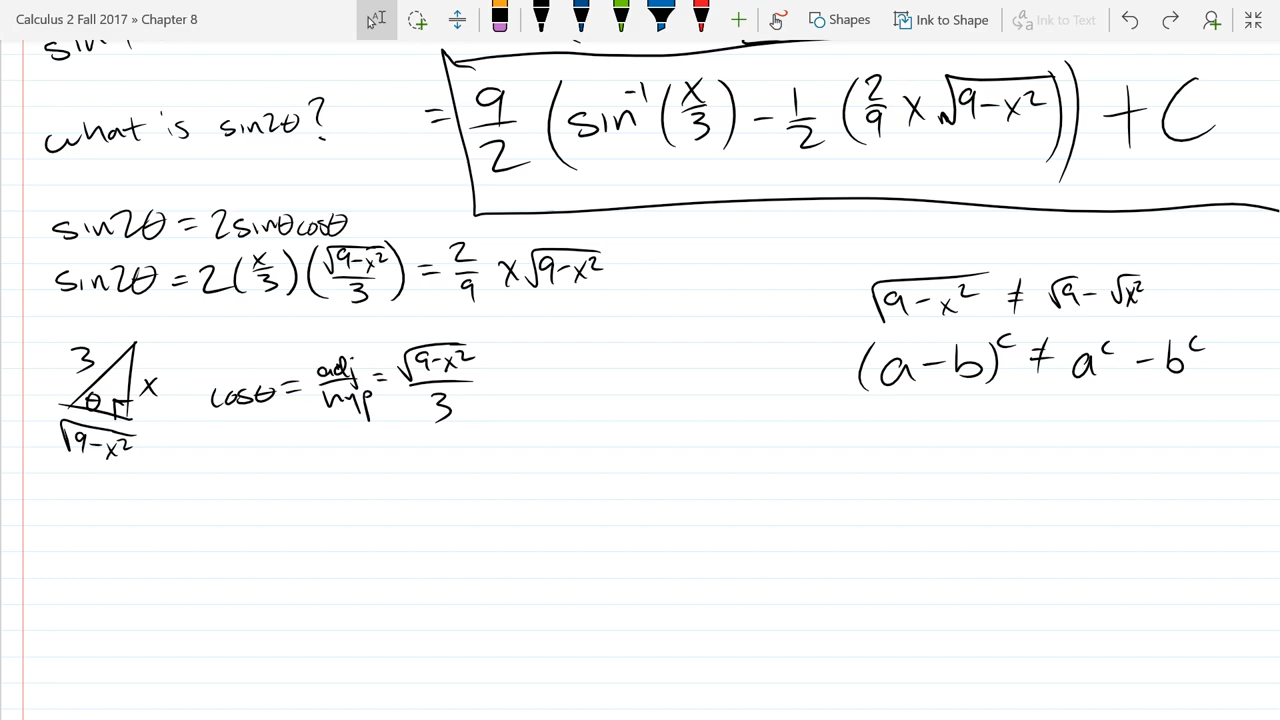 Calculus 2 Fall 2017 » Chapter 8
Shapes
Ink to Shape
Ink to Text
what is sin2θ?
= 9/2 (sin⁻¹(x/3) - 1/2 (2/9 x√(9-x²))) + C
sin2θ = 2sinθcosθ
sin2θ = 2(x/3)(√(9-x²)/3) = 2/9 x√(9-x²)
√(9-x²) ≠ √9 - √x²
(a-b)ᶜ ≠ aᶜ - bᶜ
3
x
θ
√(9-x²)
cosθ = adj/hyp = √(9-x²)/3